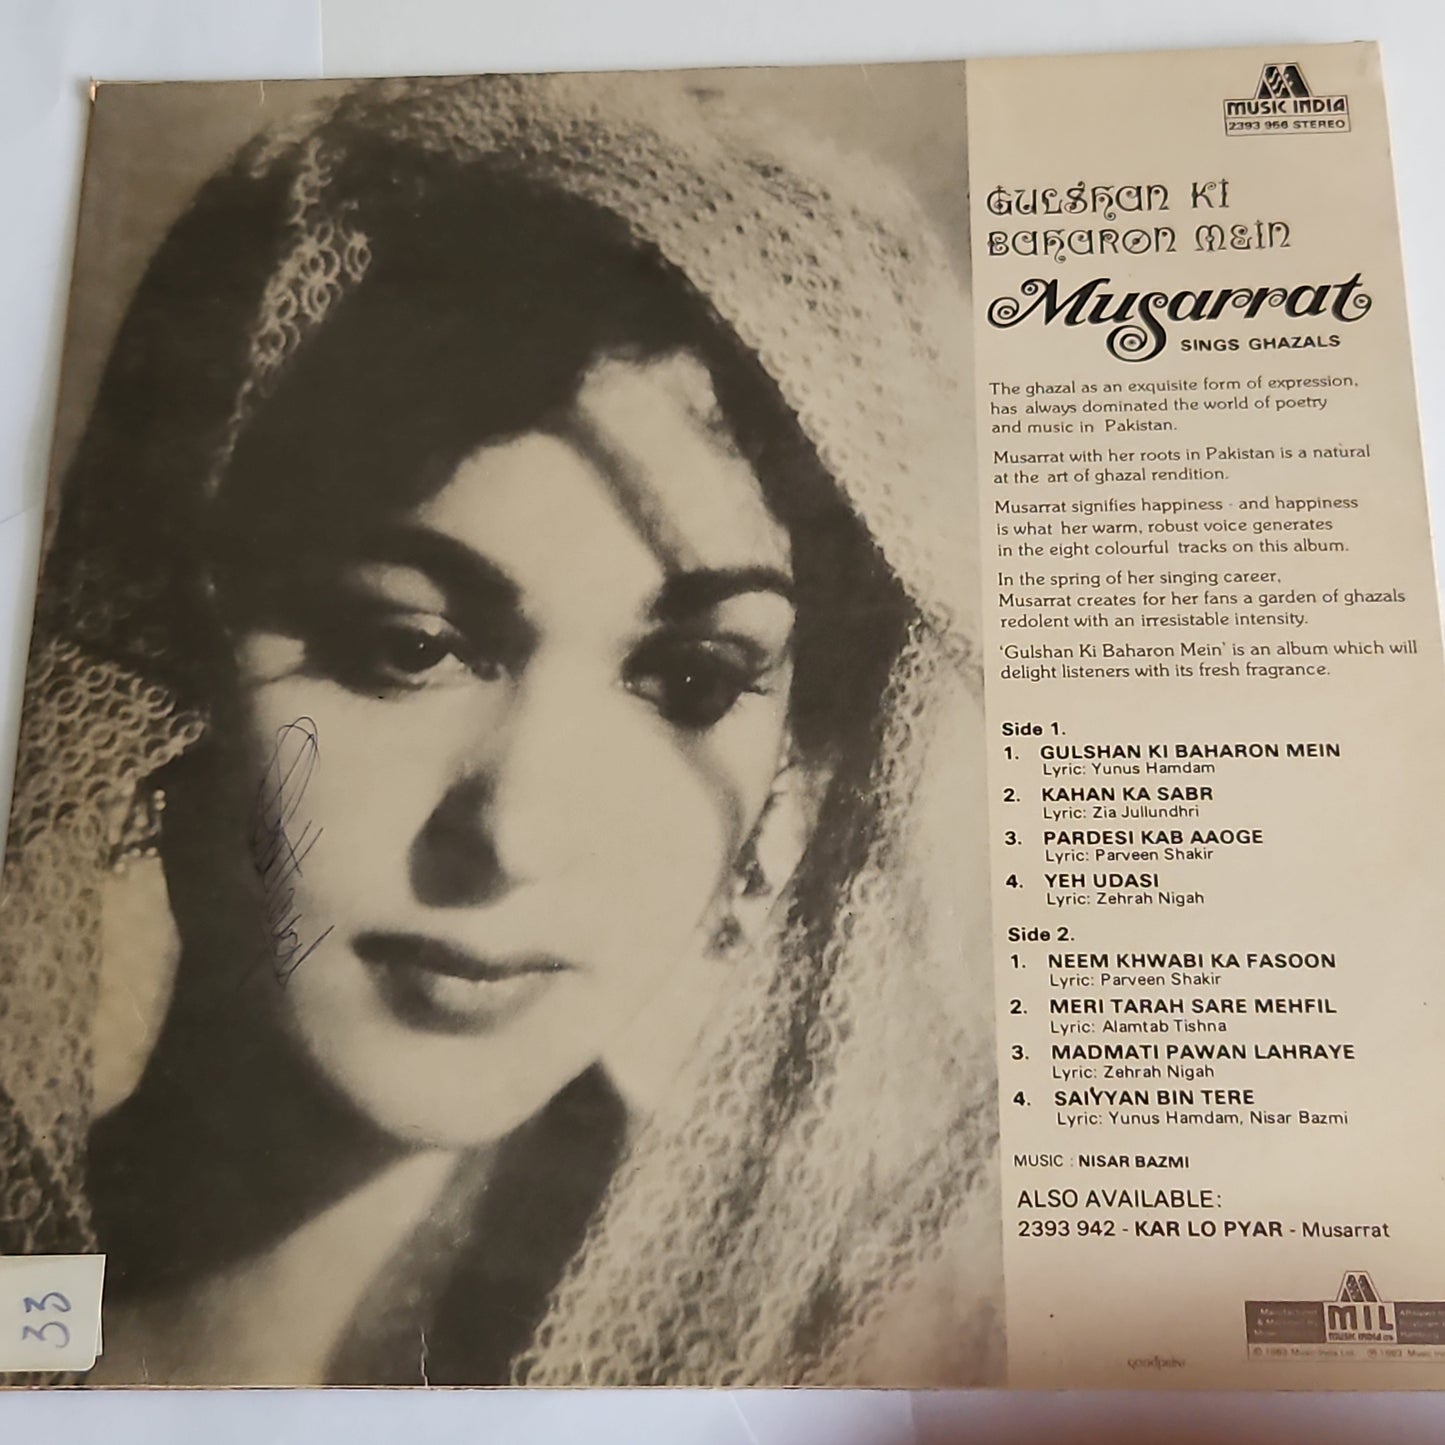 MUSIC INDIA
2393 956 STEREO
GULSHAN KI
BAHARON MEIN
Musarrat
SINGS GHAZALS
The ghazal as an exquisite form of expression,
has always dominated the world of poetry
and music in Pakistan.
Musarrat with her roots in Pakistan is a natural
at the art of ghazal rendition.
Musarrat signifies happiness - and happiness
is what her warm, robust voice generates
in the eight colourful tracks on this album.
In the spring of her singing career,
Musarrat creates for her fans a garden of ghazals
redolent with an irresistable intensity.
'Gulshan Ki Baharon Mein' is an album which will
delight listeners with its fresh fragrance.
Side 1.
1. GULSHAN KI BAHARON MEIN
Lyric: Yunus Hamdam
2. KAHAN KA SABR
Lyric: Zia Jullundhri
3. PARDESI KAB AAOGE
Lyric: Parveen Shakir
4. YEH UDASI
Lyric: Zehrah Nigah
Side 2.
1. NEEM KHWABI KA FASOON
Lyric: Parveen Shakir
2. MERI TARAH SARE MEHFIL
Lyric: Alamtab Tishna
3. MADMATI PAWAN LAHRAYE
Lyric: Zehrah Nigah
4. SAIYYAN BIN TERE
Lyric: Yunus Hamdam, Nisar Bazmi
MUSIC : NISAR BAZMI
ALSO AVAILABLE:
2393 942 - KAR LO PYAR - Musarrat
33
MIL
MUSIC INDIA LTD
goodprint